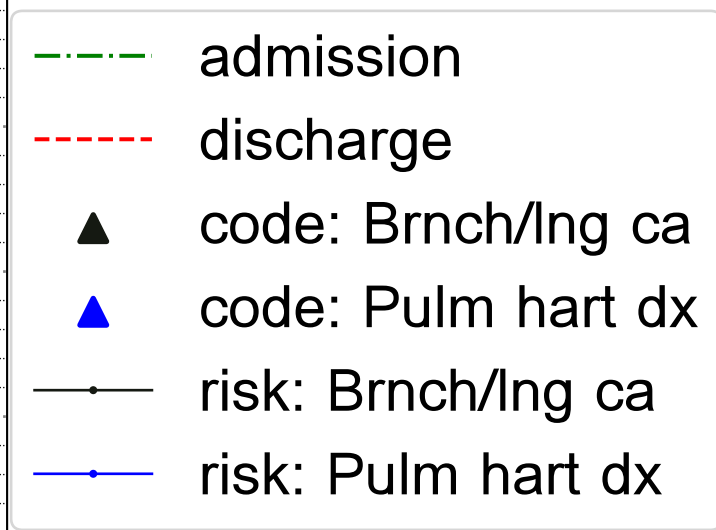 admission
discharge
code: Brnch/lng ca
code: Pulm hart dx
risk: Brnch/lng ca
risk: Pulm hart dx